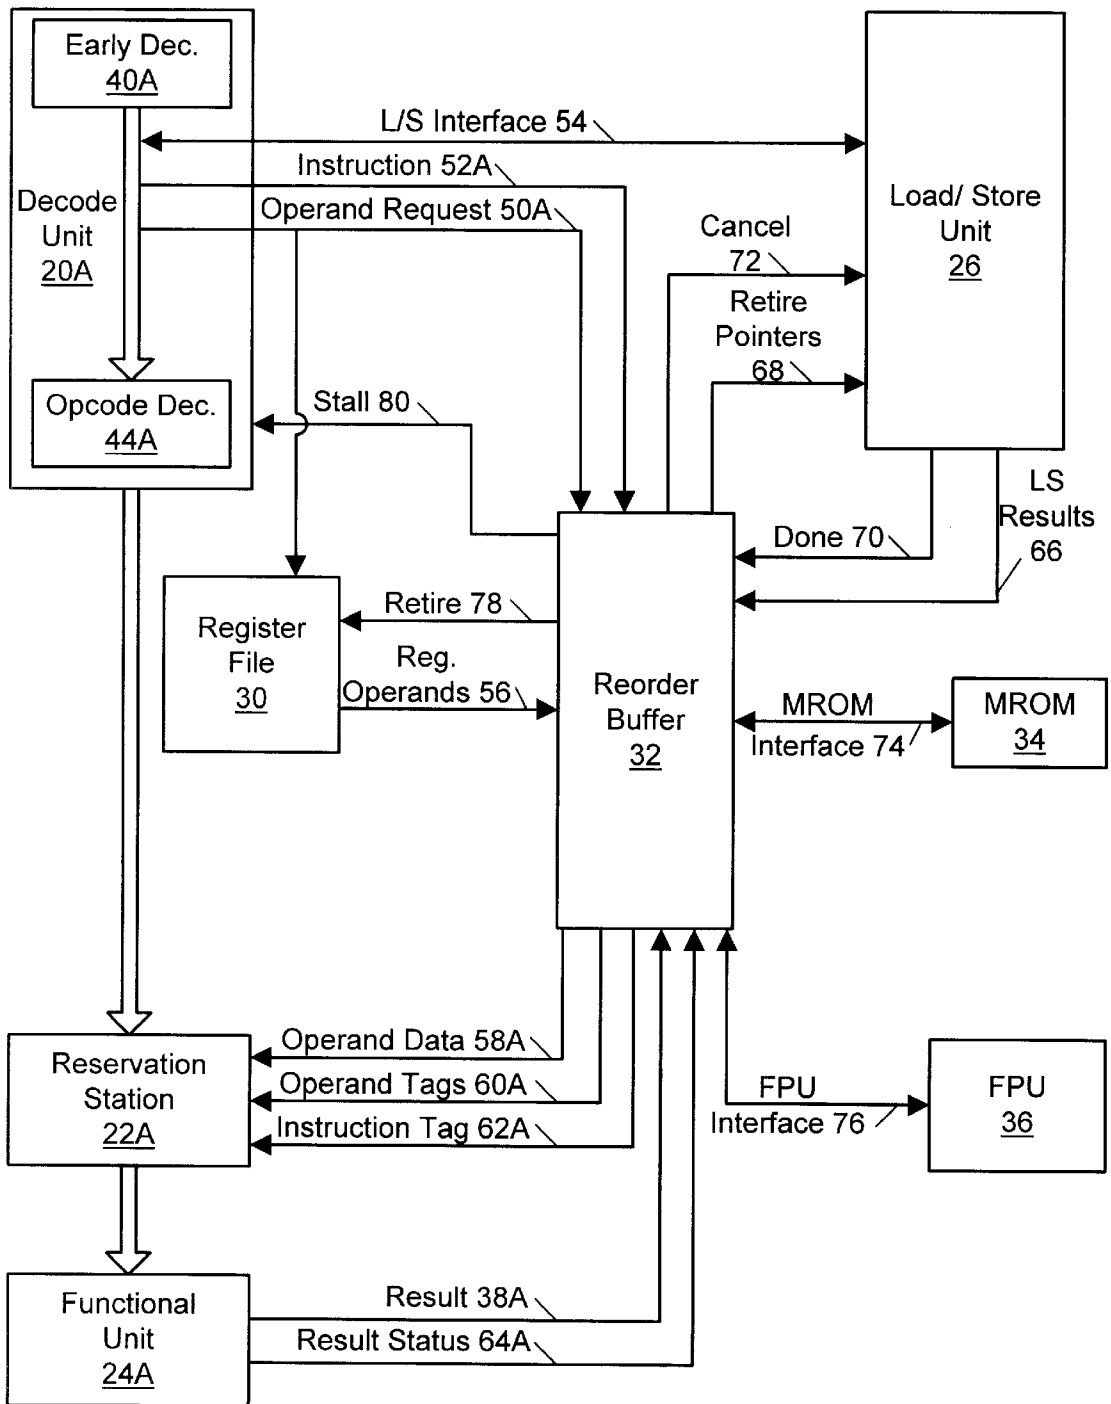 Early Dec.
40A
L/S Interface 54
Instruction 52A
Operand Request 50A
Decode
Unit
20A
Load/ Store
Unit
26
Cancel
72
Retire
Pointers
68
Opcode Dec.
44A
Stall 80
LS
Results
66
Done 70
Register
File
30
Retire 78
Reg.
Operands 56
Reorder
Buffer
32
MROM
Interface 74
MROM
34
Reservation
Station
22A
Operand Data 58A
Operand Tags 60A
Instruction Tag 62A
FPU
Interface 76
FPU
36
Functional
Unit
24A
Result 38A
Result Status 64A